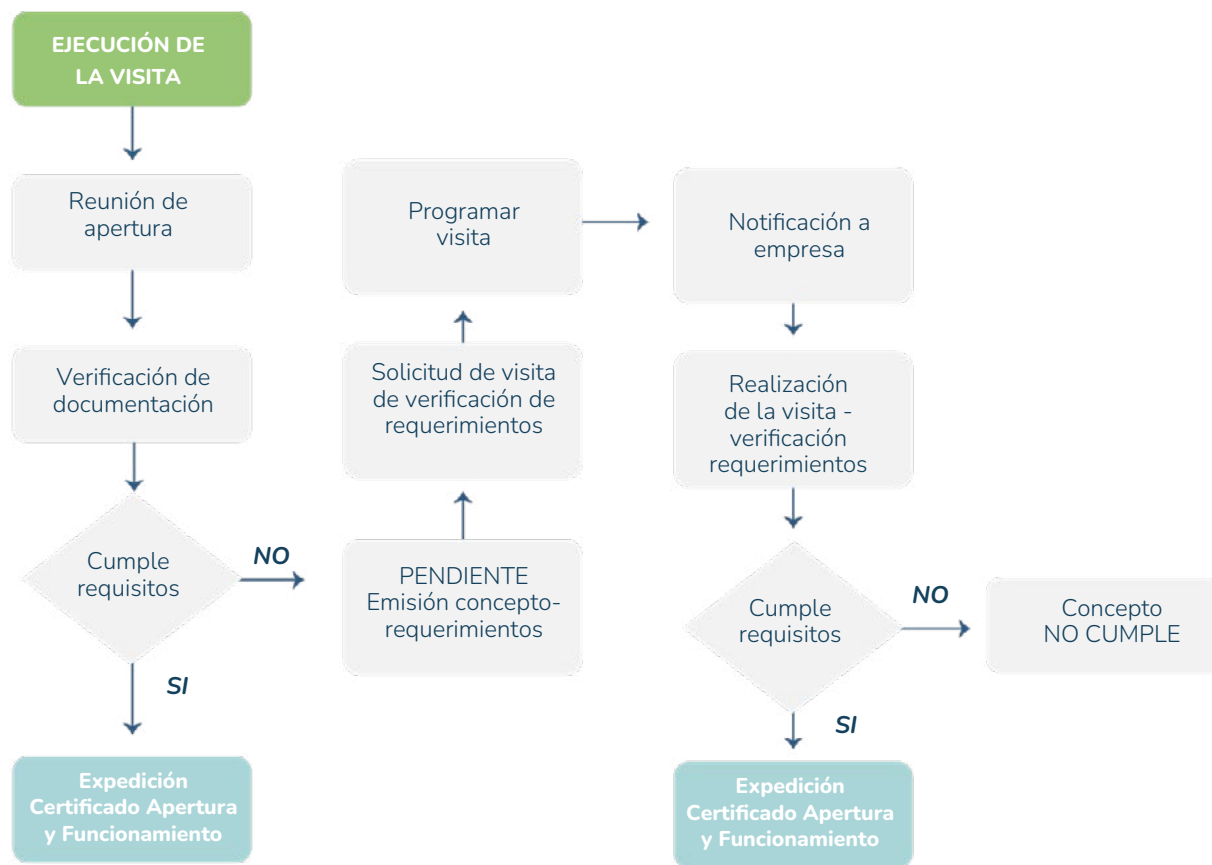 EJECUCIÓN DE
LA VISITA
Reunión de
apertura
Verificación de
documentación
Cumple
requisitos
NO
SI
Expedición
Certificado Apertura
y Funcionamiento
PENDIENTE
Emisión concepto-
requerimientos
Solicitud de visita
de verificación de
requerimientos
Programar
visita
Notificación a
empresa
Realización
de la visita -
verificación
requerimientos
Cumple
requisitos
NO
Concepto
NO CUMPLE
SI
Expedición
Certificado Apertura
y Funcionamiento